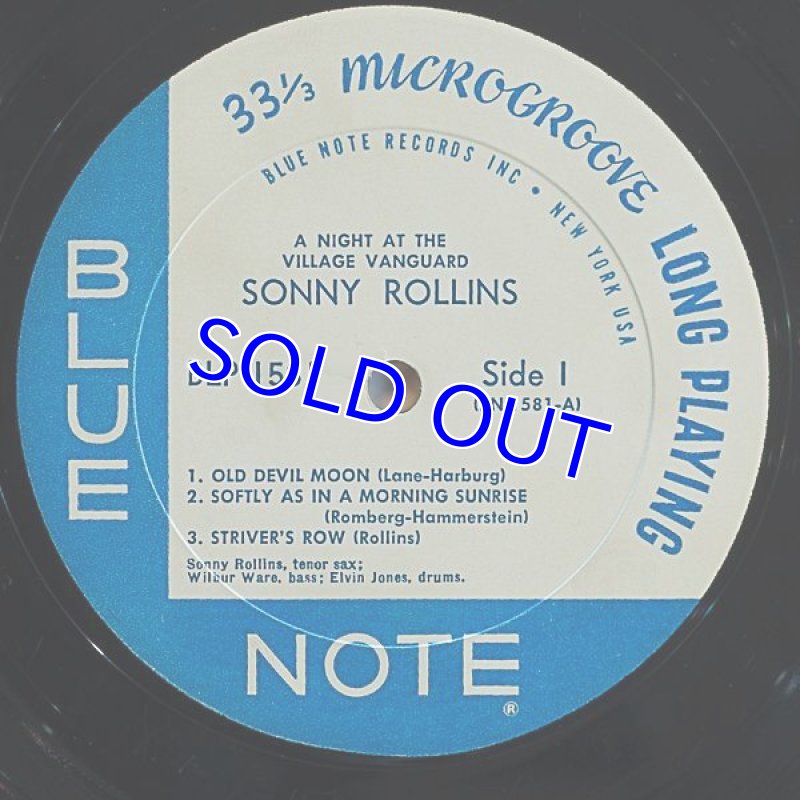 33⅓ MICROGROOVE LONG PLAYING
BLUE NOTE RECORDS INC • NEW YORK USA
A NIGHT AT THE
VILLAGE VANGUARD
SONNY ROLLINS
Side 1
SOLD OUT
1. OLD DEVIL MOON (Lane-Harburg)
2. SOFTLY AS IN A MORNING SUNRISE
(Romberg-Hammerstein)
3. STRIVER'S ROW (Rollins)
Sonny Rollins, tenor sax;
Wilbur Ware, bass; Elvin Jones, drums.
BLUE
NOTE
®